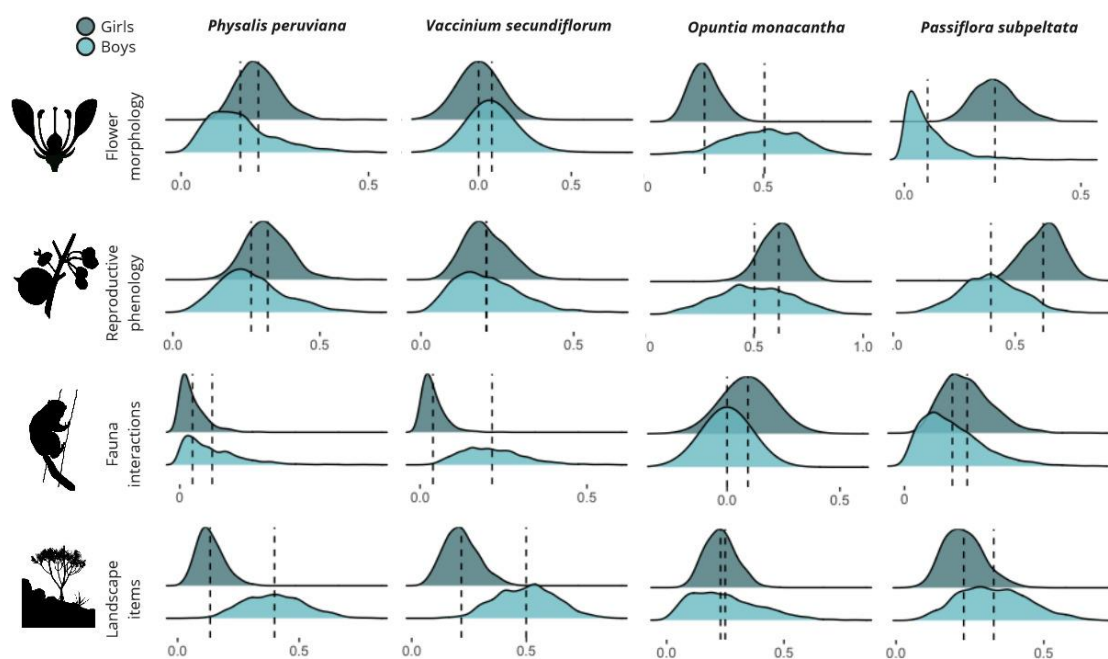 Girls
Boys
Physalis peruviana
Vaccinium secundiflorum
Opuntia monacantha
Passiflora subpeltata
Flower
morphology
0.0 0.5
0.0 0.5
0 0.5
0.0 0.5
Reproductive
phenology
0.0 0.5
0.0 0.5
0 0.5 1.0
.0 0.5
Fauna
interactions
0
0.0 0.5
0.0 0.5
0
Landscape
items
0.0 0.5
0.0 0.5
0.0 0.5
0.0 0.5